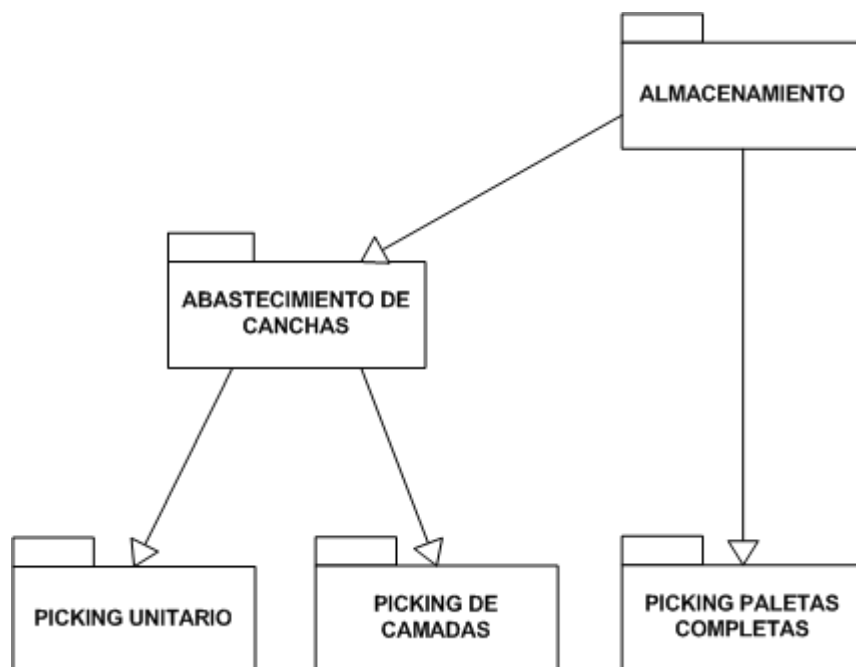 ALMACENAMIENTO
ABASTECIMIENTO DE
CANCHAS
PICKING UNITARIO
PICKING DE
CAMADAS
PICKING PALETAS
COMPLETAS